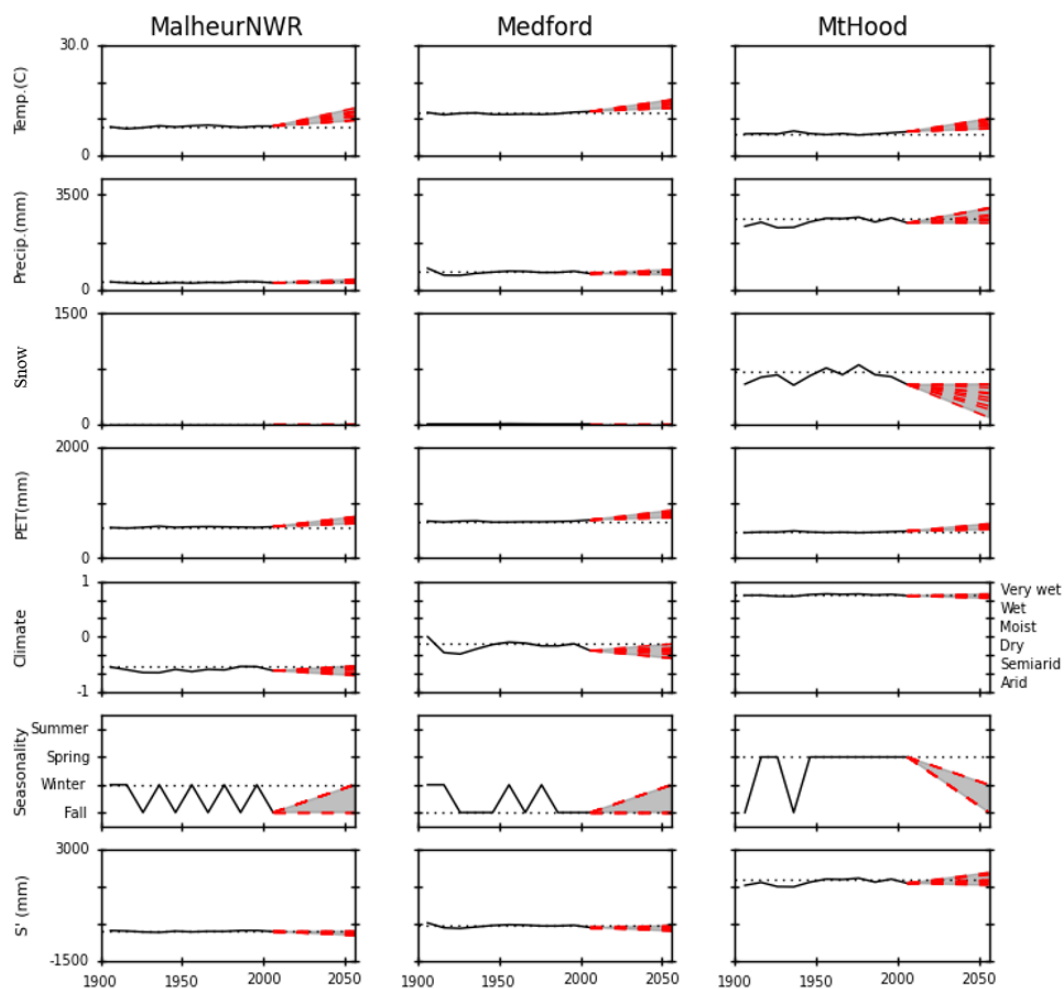 MalheurNWR Medford MtHood
30.0
Temp.(C)
0
3500
Precip.(mm)
0
1500
Snow
0
2000
PET(mm)
0
1
Climate
0
-1
Very wet
Wet
Moist
Dry
Semiarid
Arid
Seasonality
Summer
Spring
Winter
Fall
3000
S' (mm)
-1500
1900 1950 2000 2050 1900 1950 2000 2050 1900 1950 2000 2050